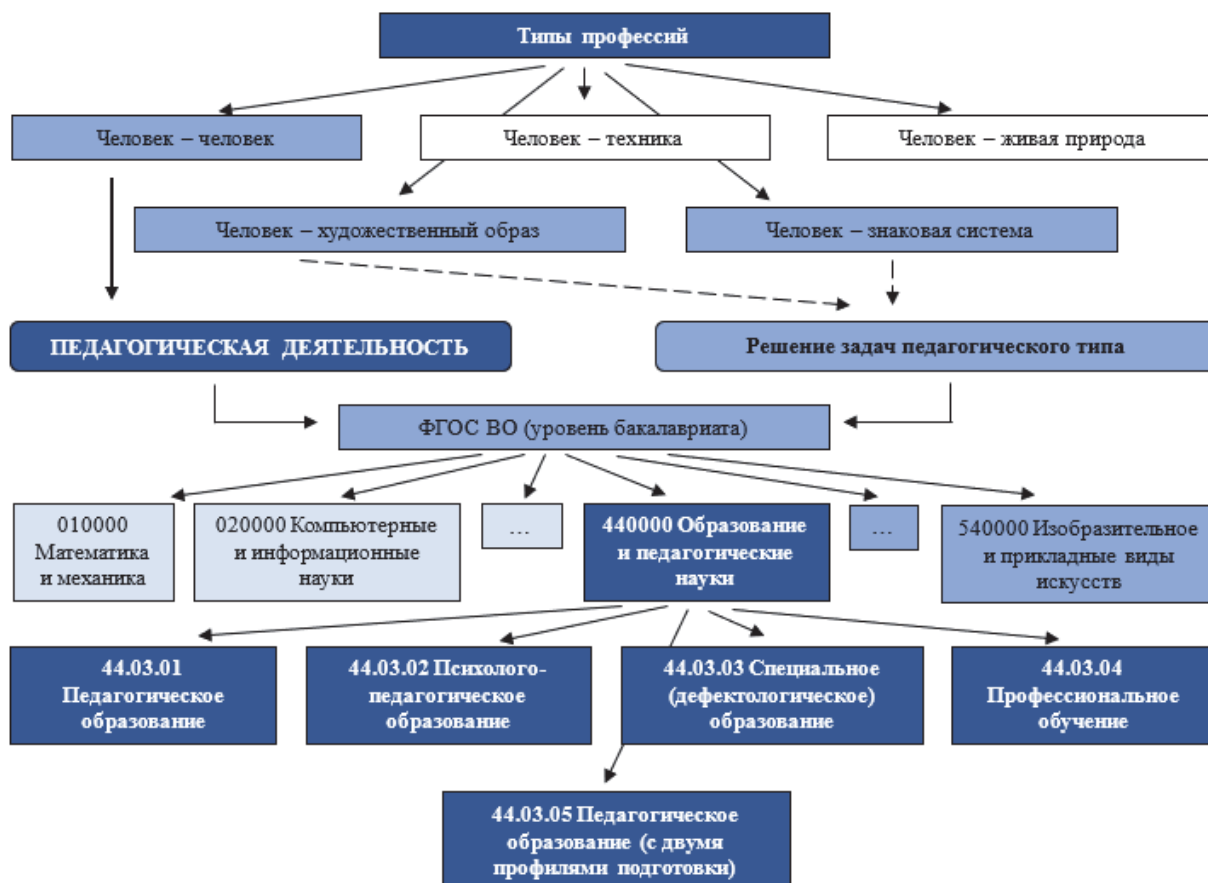 Типы профессий
Человек – человек
Человек – техника
Человек – живая природа
Человек – художественный образ
Человек – знаковая система
ПЕДАГОГИЧЕСКАЯ ДЕЯТЕЛЬНОСТЬ
Решение задач педагогического типа
ФГОС ВО (уровень бакалавриата)
010000
Математика
и механика
020000 Компьютерные
и информационные
науки
...
440000 Образование
и педагогические
науки
...
540000 Изобразительное
и прикладные виды
искусств
44.03.01
Педагогическое
образование
44.03.02 Психолого-
педагогическое
образование
44.03.03 Специальное
(дефектологическое)
образование
44.03.04
Профессиональное
обучение
44.03.05 Педагогическое
образование (с двумя
профилями подготовки)